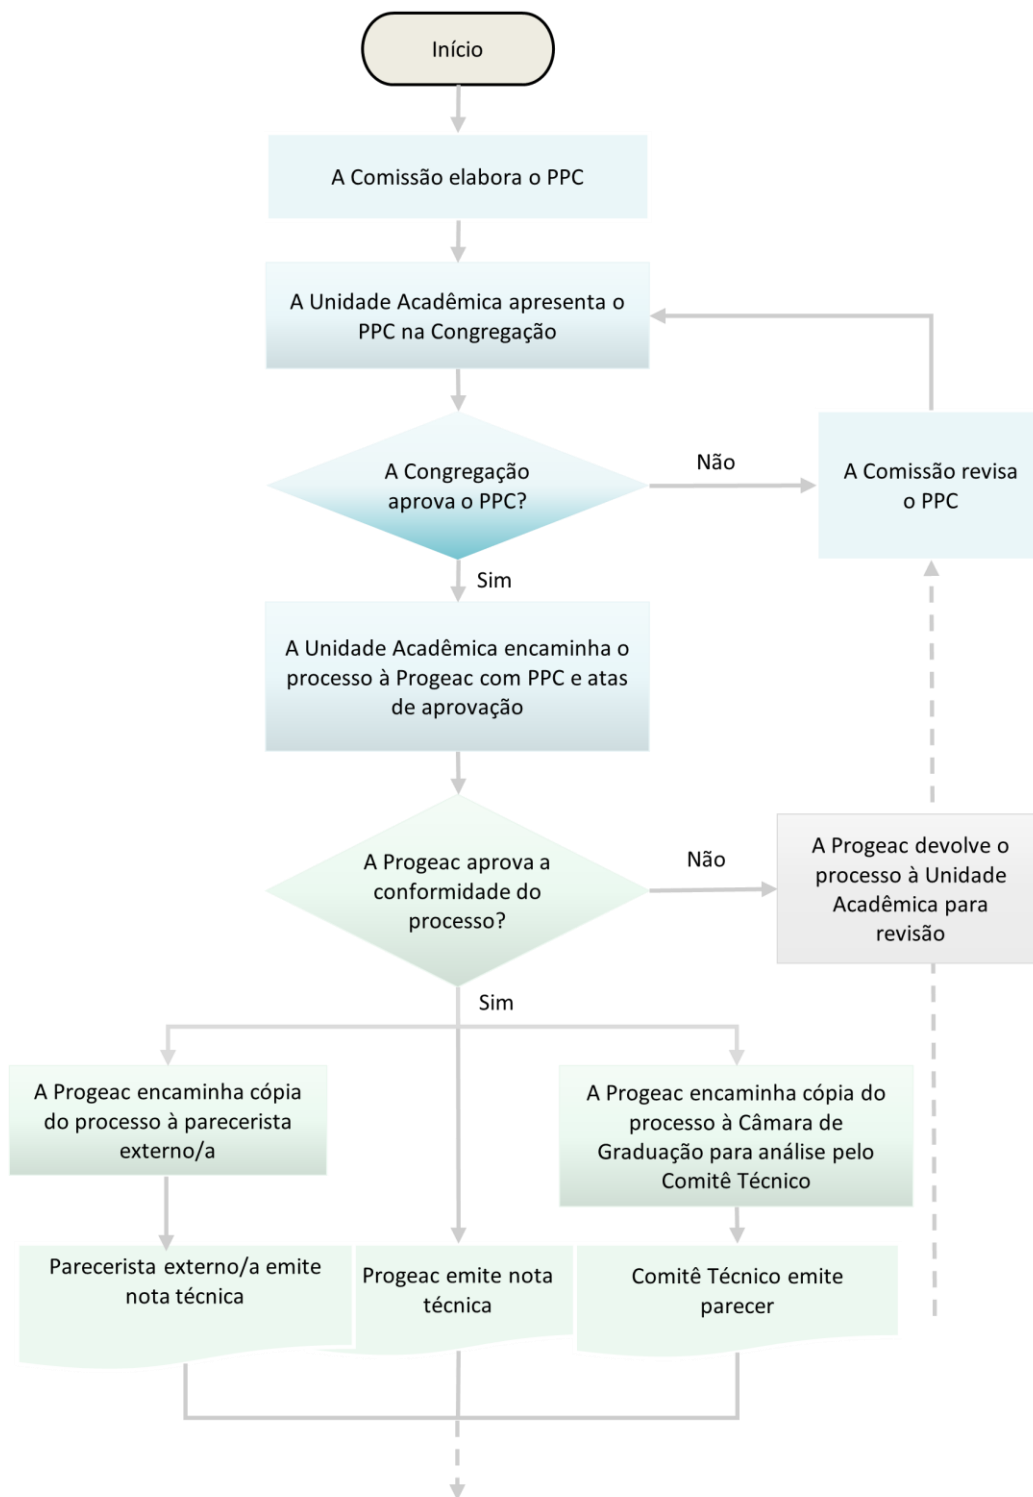 Início
A Comissão elabora o PPC
A Unidade Acadêmica apresenta o
PPC na Congregação
A Congregação
aprova o PPC?
Não
A Comissão revisa
o PPC
Sim
A Unidade Acadêmica encaminha o
processo à Progeac com PPC e atas
de aprovação
A Progeac aprova a
conformidade do
processo?
Não
A Progeac devolve o
processo à Unidade
Acadêmica para
revisão
Sim
A Progeac encaminha cópia
do processo à parecerista
externo/a
A Progeac encaminha cópia do
processo à Câmara de
Graduação para análise pelo
Comitê Técnico
Parecerista externo/a emite
nota técnica
Progeac emite nota
técnica
Comitê Técnico emite
parecer